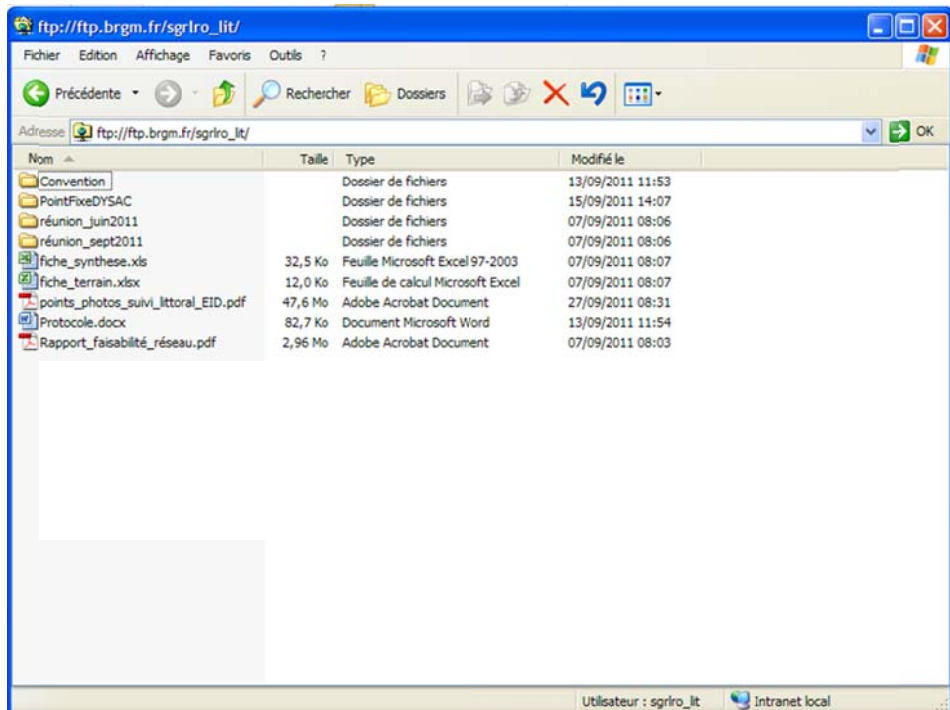 ftp://ftp.brgm.fr/sgrlro_lit/
Fichier Edition Affichage Favoris Outils ?
Précédente Rechercher Dossiers
Adresse ftp://ftp.brgm.fr/sgrlro_lit/ OK
Nom Taille Type Modifié le
Convention Dossier de fichiers 13/09/2011 11:53
PointFixeDYSAC Dossier de fichiers 15/09/2011 14:07
réunion_juin2011 Dossier de fichiers 07/09/2011 08:06
réunion_sept2011 Dossier de fichiers 07/09/2011 08:06
fiche_synthese.xls 32,5 Ko Feuille Microsoft Excel 97-2003 07/09/2011 08:07
fiche_terrain.xlsx 12,0 Ko Feuille de calcul Microsoft Excel 07/09/2011 08:07
points_photos_suivi_littoral_EID.pdf 47,6 Mo Adobe Acrobat Document 27/09/2011 08:31
Protocole.docx 82,7 Ko Document Microsoft Word 13/09/2011 11:54
Rapport_faisabilité_réseau.pdf 2,96 Mo Adobe Acrobat Document 07/09/2011 08:03
Utilisateur : sgrlro_lit Intranet local